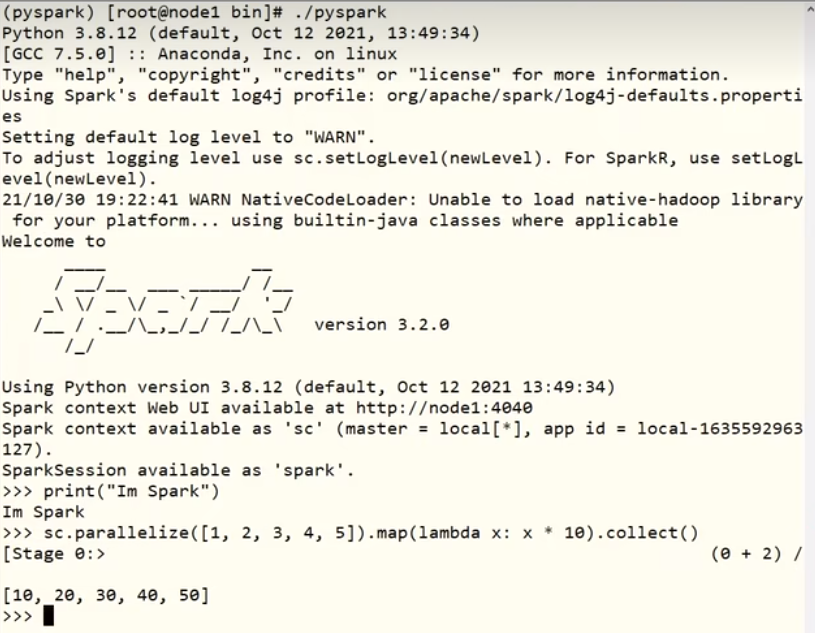 (pyspark) [root@node1 bin]# ./pyspark
Python 3.8.12 (default, Oct 12 2021, 13:49:34)
[GCC 7.5.0] :: Anaconda, Inc. on linux
Type "help", "copyright", "credits" or "license" for more information.
Using Spark's default log4j profile: org/apache/spark/log4j-defaults.properti
es
Setting default log level to "WARN".
To adjust logging level use sc.setLogLevel(newLevel). For SparkR, use setLogL
evel(newLevel).
21/10/30 19:22:41 WARN NativeCodeLoader: Unable to load native-hadoop library
 for your platform... using builtin-java classes where applicable
Welcome to
      ____              __
     / __/__  ___ _____/ /__
    _\ \/ _ \/ _ `/ __/  '_/
   /__ / .__/\_,_/_/ /_/\_\   version 3.2.0
      /_/
Using Python version 3.8.12 (default, Oct 12 2021 13:49:34)
Spark context Web UI available at http://node1:4040
Spark context available as 'sc' (master = local[*], app id = local-1635592963
127).
SparkSession available as 'spark'.
>>> print("Im Spark")
Im Spark
>>> sc.parallelize([1, 2, 3, 4, 5]).map(lambda x: x * 10).collect()
[Stage 0:>                                                          (0 + 2) /
[10, 20, 30, 40, 50]
>>>